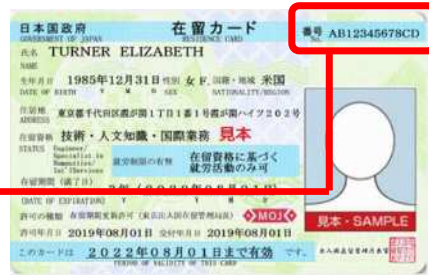 日本国政府 在留カード 番号 AB12345678CD
GOVERNMENT OF JAPAN RESIDENCE CARD No.
氏名 TURNER ELIZABETH
NAME
生年月日 1985年12月31日 性別 女 F. 国籍・地域 米国
DATE OF BIRTH Y M D SEX NATIONALITY/REGION
住居地 東京都千代田区霞が関1丁目1番1号霞が関ハイツ202号
ADDRESS
在留資格 技術・人文知識・国際業務 見本
STATUS Engineer/
Specialist in
Humanities/
Int'l Services
就労制限の有無 在留資格に基づく
就労活動のみ可
在留期間(満了日)
(DATE OF EXPIRATION) Y M D
許可の種類 在留期間更新許可(東京出入国在留管理局長) MOJ
見本・SAMPLE
許可年月日 2019年08月01日 交付年月日 2019年08月01日
このカードは 2022年08月01日まで有効 です。
PERIOD OF VALIDITY OF THIS CARD